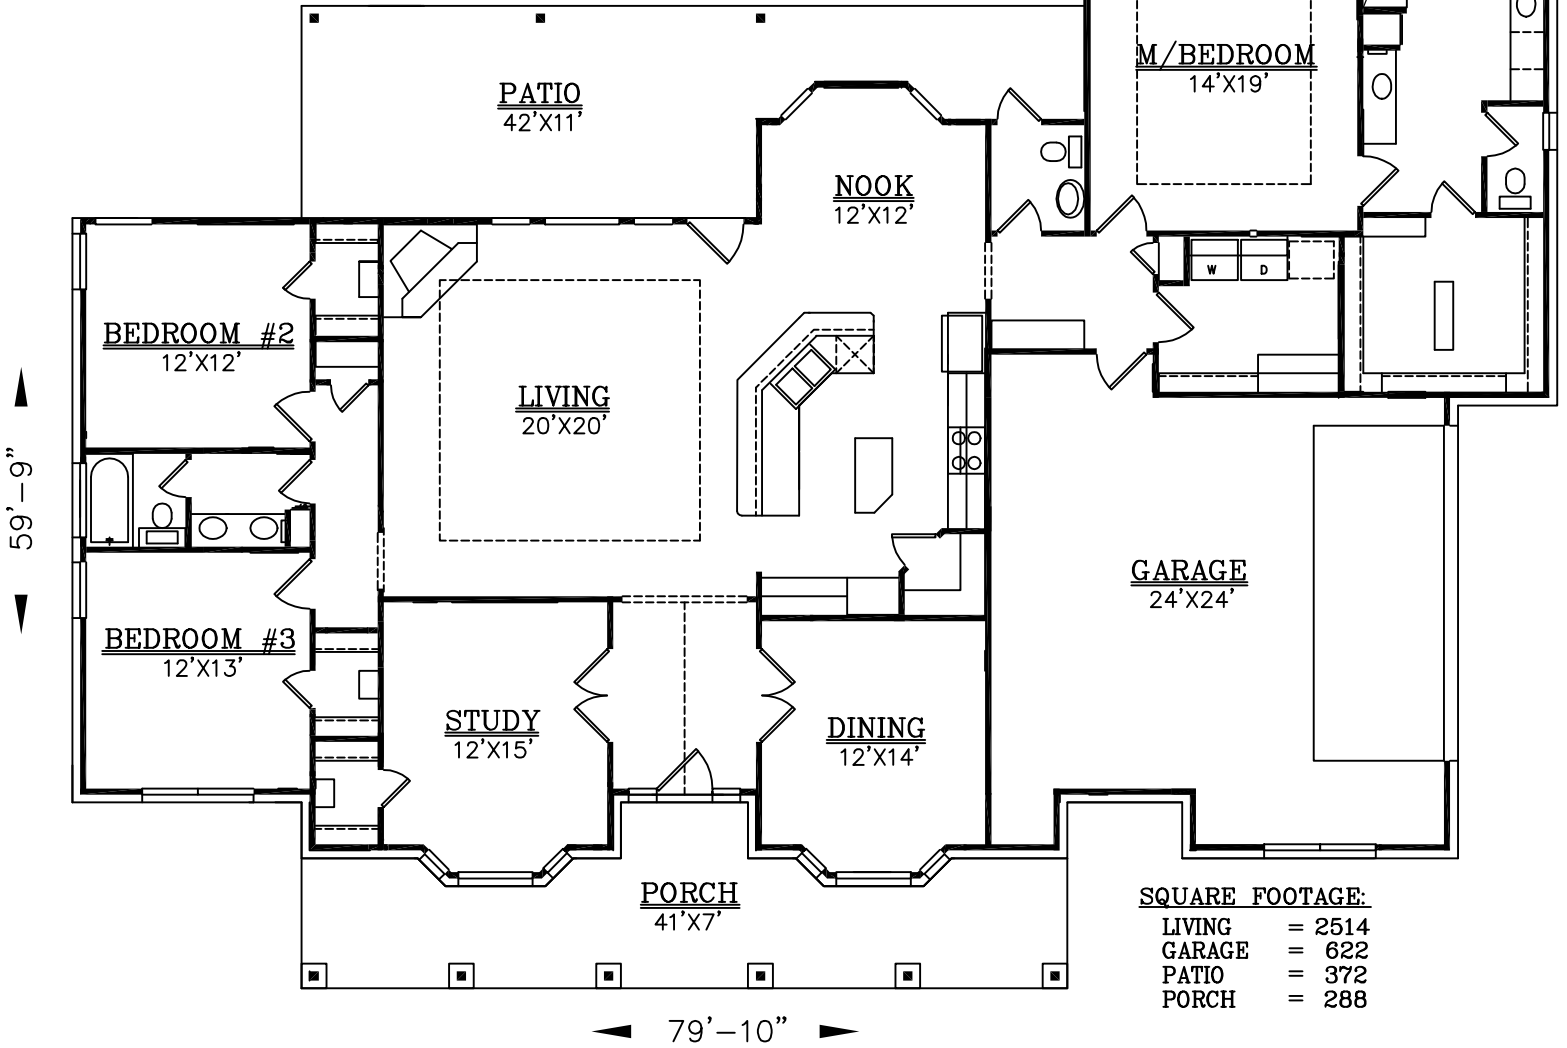 M/BEDROOM
14'X19'
PATIO
42'X11'
NOOK
12'X12'
W D
BEDROOM #2
12'X12'
LIVING
20'X20'
59'-9"
GARAGE
24'X24'
BEDROOM #3
12'X13'
STUDY
12'X15'
DINING
12'X14'
PORCH
41'X7'
SQUARE FOOTAGE:
LIVING = 2514
GARAGE = 622
PATIO = 372
PORCH = 288
79'-10"